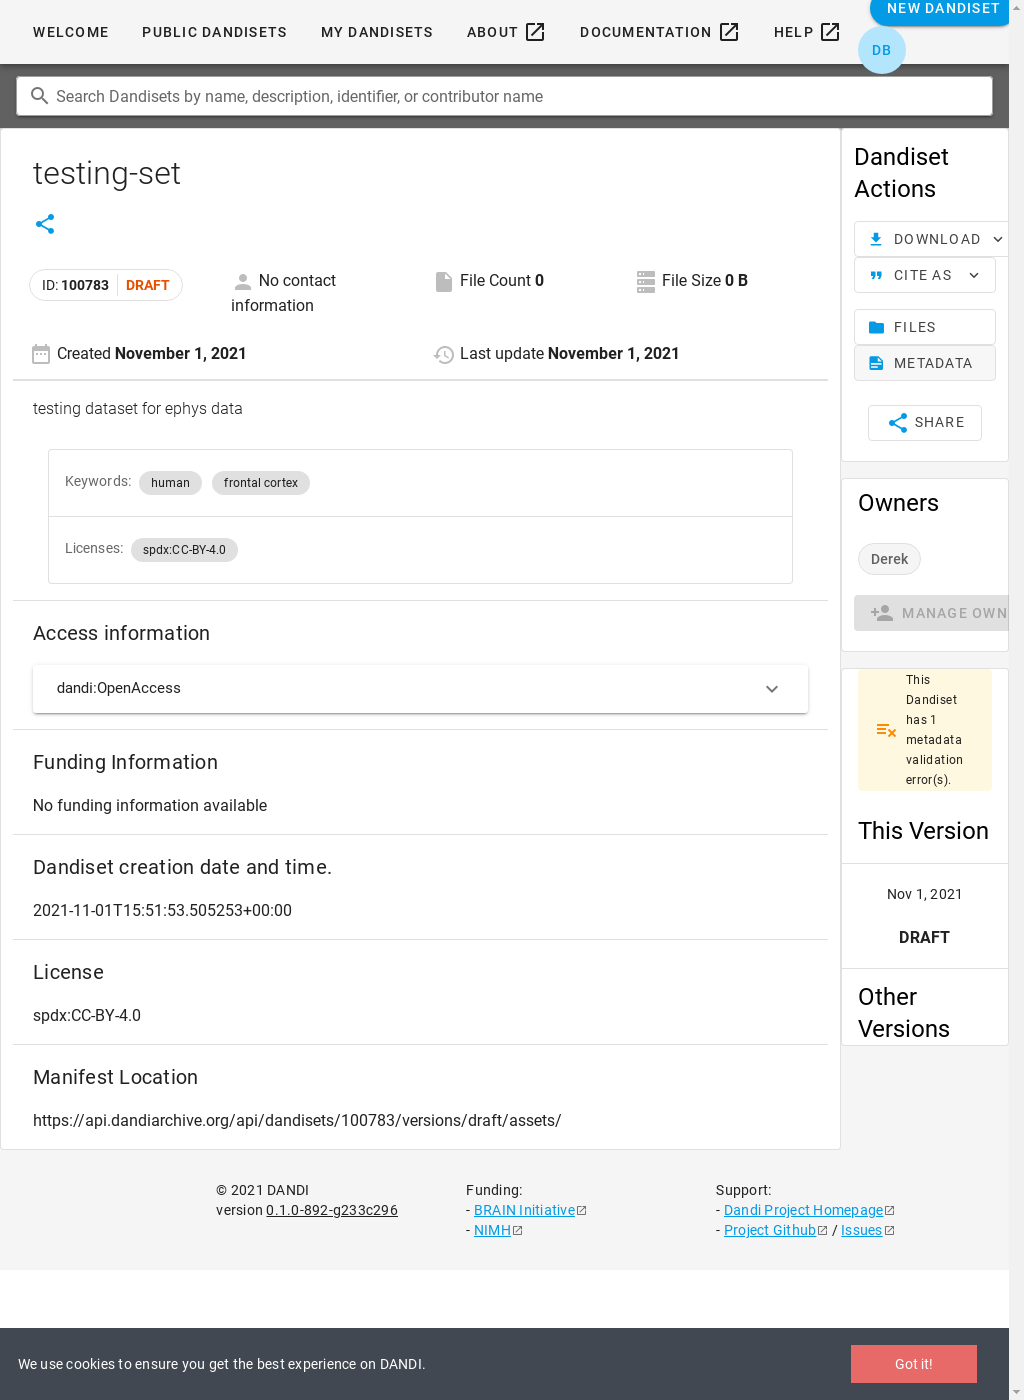 WELCOME PUBLIC DANDISETS MY DANDISETS ABOUT DOCUMENTATION HELP NEW DANDISET
DB
Search Dandisets by name, description, identifier, or contributor name
testing-set
ID: 100783 DRAFT
No contact information
File Count 0
File Size 0 B
Created November 1, 2021
Last update November 1, 2021
testing dataset for ephys data
Keywords: human frontal cortex
Licenses: spdx:CC-BY-4.0
Access information
dandi:OpenAccess
Funding Information
No funding information available
Dandiset creation date and time.
2021-11-01T15:51:53.505253+00:00
License
spdx:CC-BY-4.0
Manifest Location
https://api.dandiarchive.org/api/dandisets/100783/versions/draft/assets/
Dandiset
Actions
DOWNLOAD
CITE AS
FILES
METADATA
SHARE
Owners
Derek
MANAGE OWN
This
Dandiset
has 1
metadata
validation
error(s).
This Version
Nov 1, 2021
DRAFT
Other
Versions
© 2021 DANDI
version 0.1.0-892-g233c296
Funding:
- BRAIN Initiative
- NIMH
Support:
- Dandi Project Homepage
- Project Github / Issues
We use cookies to ensure you get the best experience on DANDI.
Got it!